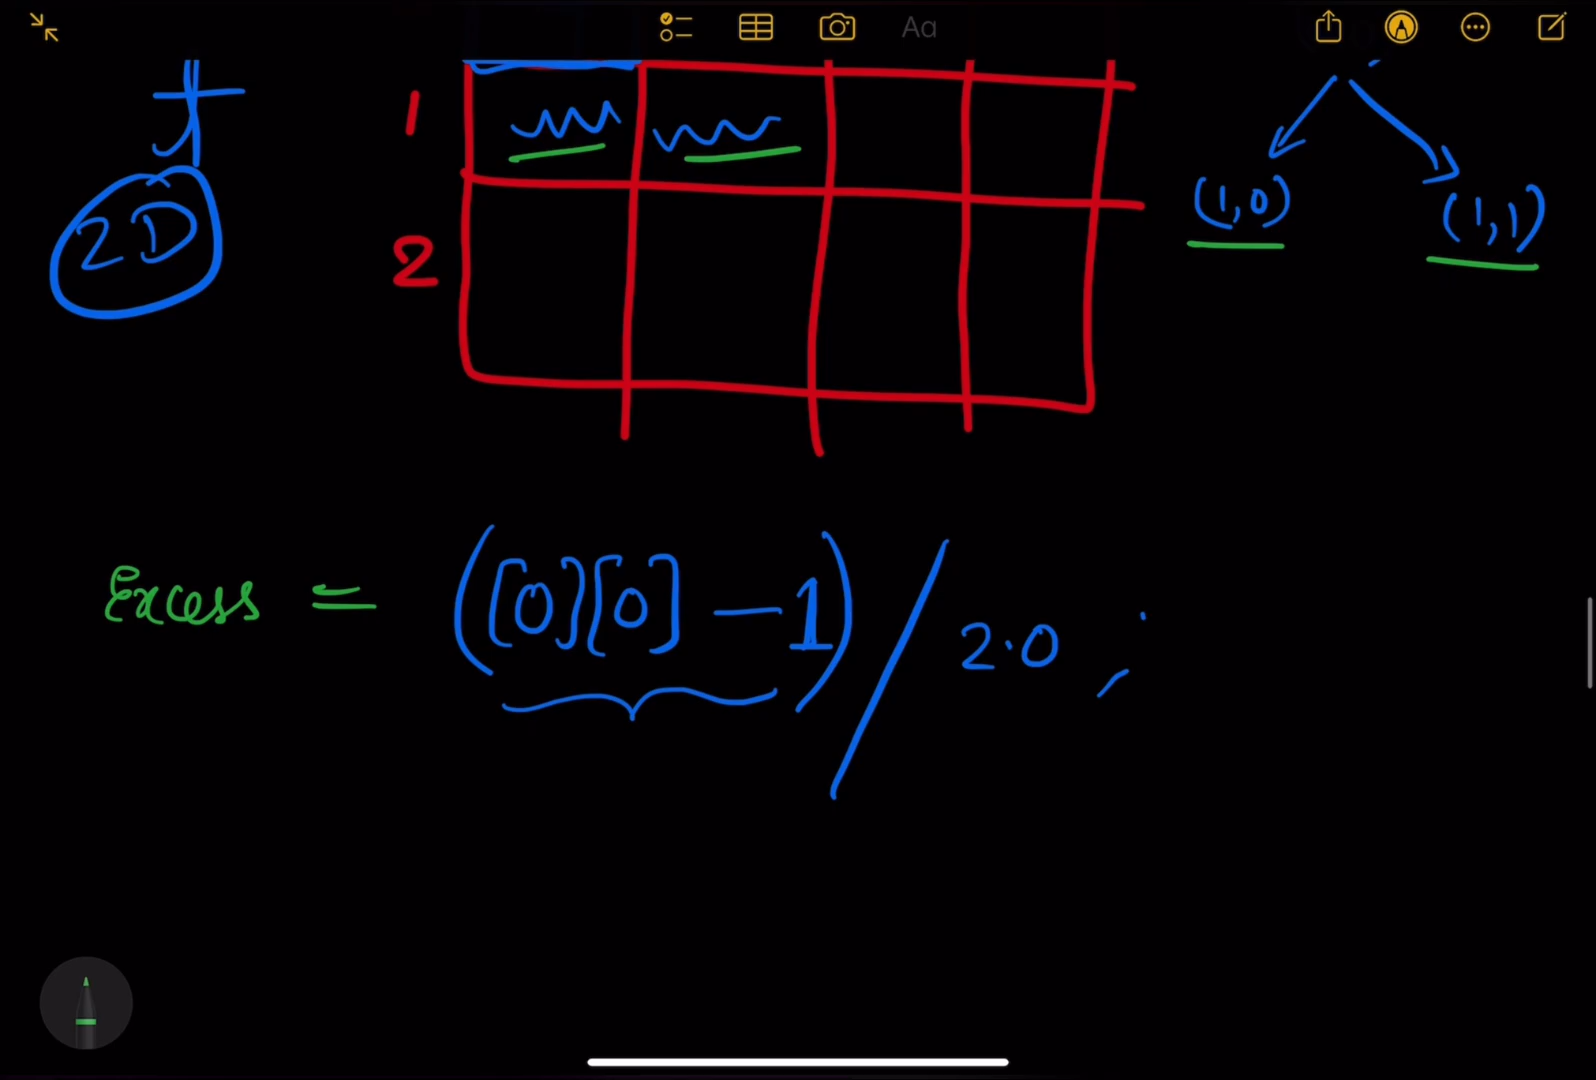 Aa
1
2D
(1,0)
(1,1)
2
Excess = ([0][0] - 1) / 2.0 ;